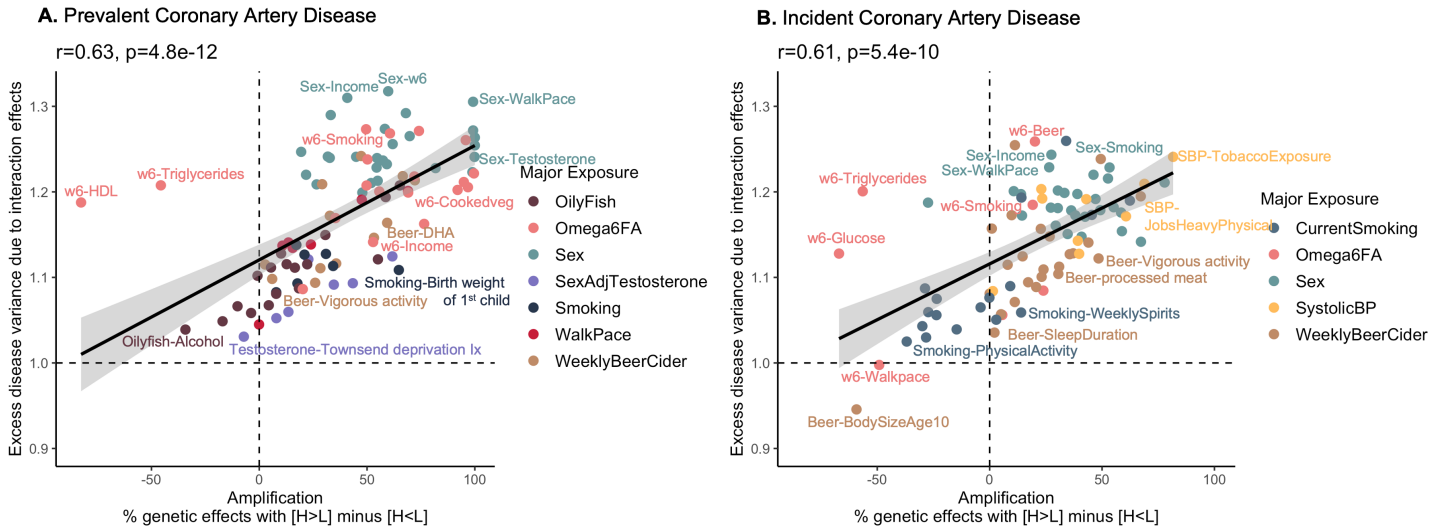 A. Prevalent Coronary Artery Disease
r=0.63, p=4.8e-12
Excess disease variance due to interaction effects
1.3
1.2
1.1
1.0
0.9
Sex-Income
Sex-w6
Sex-WalkPace
w6-Smoking
Sex-Testosterone
w6-Triglycerides
w6-HDL
w6-Cookedveg
Beer-DHA
w6-Income
Smoking-Birth weight
of 1st child
Beer-Vigorous activity
Oilyfish-Alcohol
Testosterone-Townsend deprivation Ix
-50
0
50
100
Amplification
% genetic effects with [H>L] minus [H<L]
Major Exposure
OilyFish
Omega6FA
Sex
SexAdjTestosterone
Smoking
WalkPace
WeeklyBeerCider
B. Incident Coronary Artery Disease
r=0.61, p=5.4e-10
Excess disease variance due to interaction effects
1.3
1.2
1.1
1.0
0.9
w6-Beer
Sex-Income
Sex-Smoking
SBP-TobaccoExposure
Sex-WalkPace
w6-Triglycerides
w6-Smoking
SBP-
JobsHeavyPhysical
w6-Glucose
Beer-Vigorous activity
Beer-processed meat
Smoking-WeeklySpirits
Beer-SleepDuration
Smoking-PhysicalActivity
w6-Walkpace
Beer-BodySizeAge10
-50
0
50
100
Amplification
% genetic effects with [H>L] minus [H<L]
Major Exposure
CurrentSmoking
Omega6FA
Sex
SystolicBP
WeeklyBeerCider